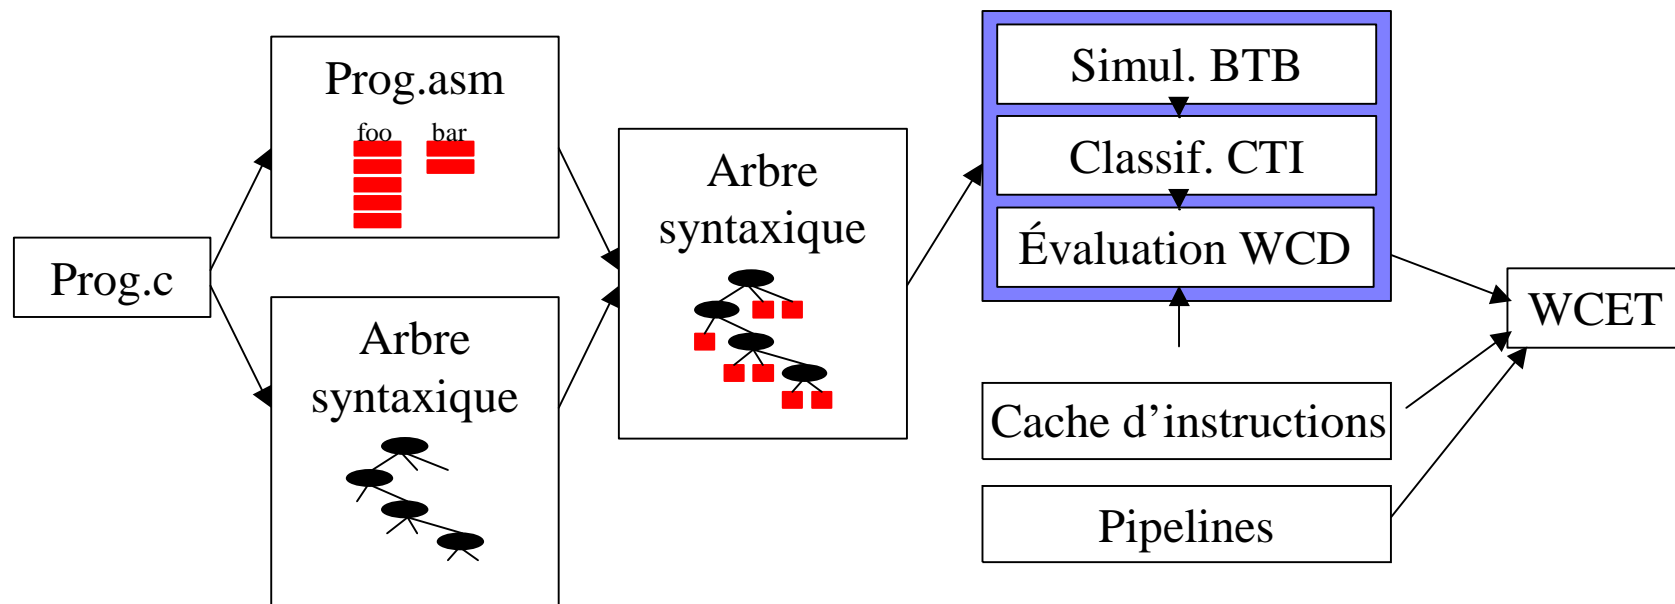 Prog.c
Prog.asm
foo bar
Arbre
syntaxique
Arbre
syntaxique
Simul. BTB
Classif. CTI
Évaluation WCD
Cache d’instructions
Pipelines
WCET